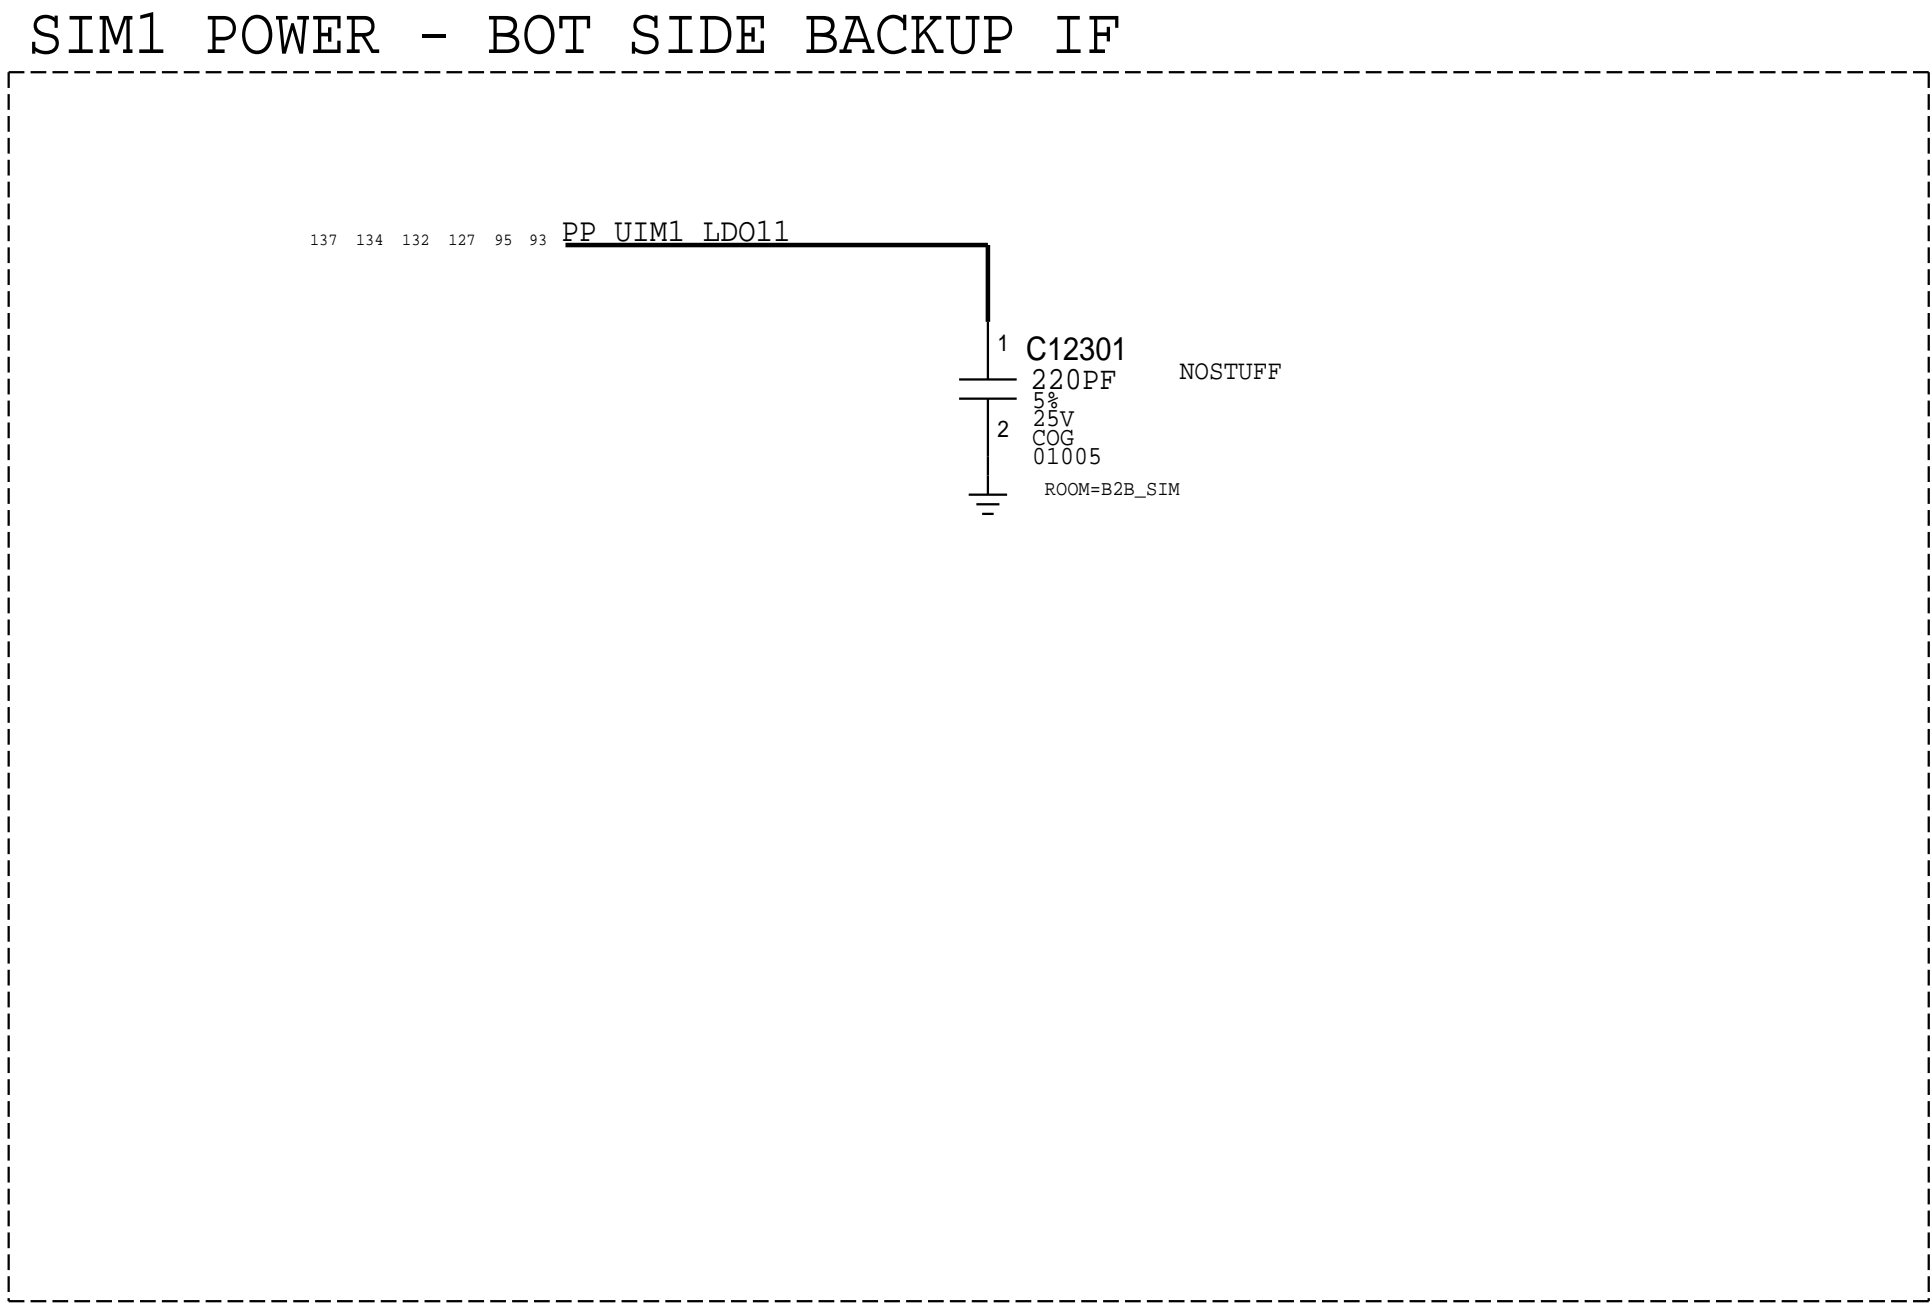 SIM1 POWER - BOT SIDE BACKUP IF
137 134 132 127 95 93 PP_UIM1_LDO11
1
C12301
220PF
NOSTUFF
5%
25V
2
COG
01005
ROOM=B2B_SIM